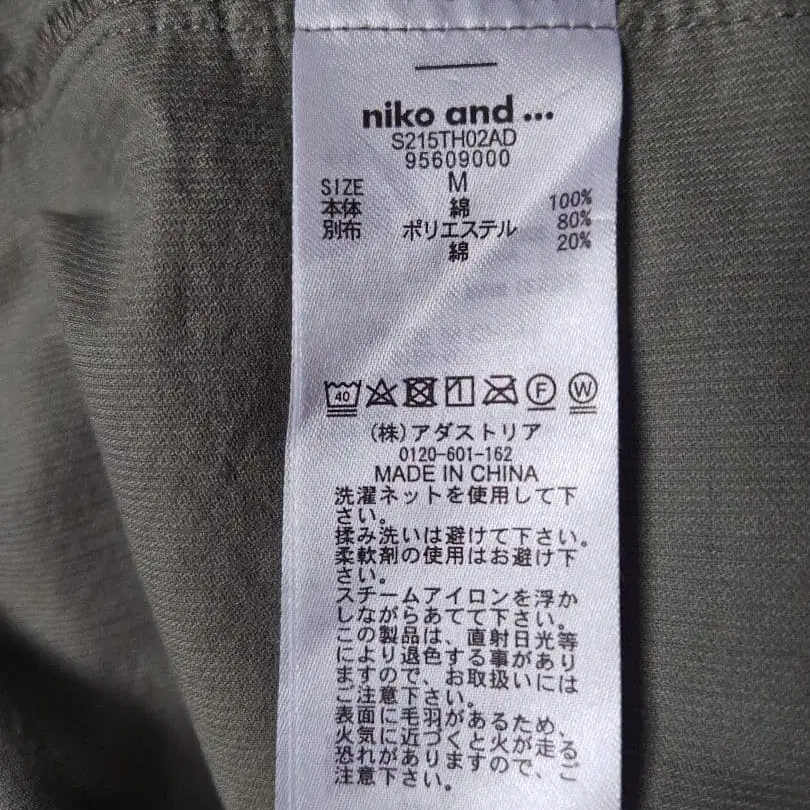 niko and ...
S215TH02AD
95609000
SIZE M
本体 綿 100%
別布 ポリエステル 80%
綿 20%
40 F W
(株)アダストリア
0120-601-162
MADE IN CHINA
洗濯ネットを使用して下
さい。
揉み洗いは避けて下さい。
柔軟剤の使用はお避け下
さい。
スチームアイロンを浮か
しながらあてて下さい。
この製品は、直射日光等
により退色する事があり
ますので、お取扱いには
ご注意下さい。
表面に毛羽があるため、
火気に近づくと火が走る
恐れがありますので、ご
注意下さい。